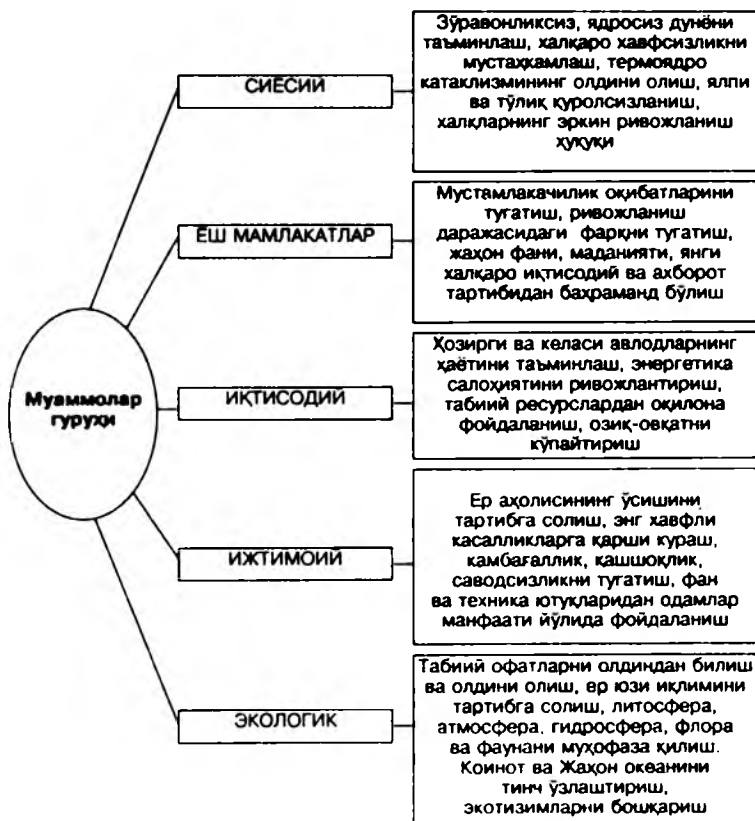 Муаммолар
гуруҳи
СИЁСИЙ
Зўравонликсиз, ядросиз дунёни
таъминлаш, халқаро хавфсизликни
мустаҳкамлаш, термоядро
катаклизмининг олдини олиш, ялпи
ва тўлиқ қуролсизланиш,
халқларнинг эркин ривожланиш
ҳуқуқи
ЁШ МАМЛАКАТЛАР
Мустамлакачилик оқибатларини
тугатиш, ривожланиш
даражасидаги фарқни тугатиш,
жаҳон фани, маданияти, янги
халқаро иқтисодий ва ахборот
тартибидан баҳраманд бўлиш
ИҚТИСОДИЙ
Ҳозирги ва келаси авлодларнинг
ҳаётини таъминлаш, энергетика
салоҳиятини ривожлантириш,
табиий ресурслардан оқилона
фойдаланиш, озиқ-овқатни
кўпайтириш
ИЖТИМОИЙ
Ер аҳолисининг ўсишини
тартибга солиш, энг хавфли
касалликларга қарши кураш,
камбағаллик, қашшоқлик,
саводсизликни тугатиш, фан
ва техника ютуқларидан одамлар
манфаати йўлида фойдаланиш
ЭКОЛОГИК
Табиий офатларни олдиндан билиш
ва олдини олиш, ер юзи иқлимини
тартибга солиш, литосфера,
атмосфера, гидросфера, флора
ва фаунани муҳофаза қилиш.
Коинот ва Жаҳон океанини
тинч ўзлаштириш,
экотизимларни бошқариш